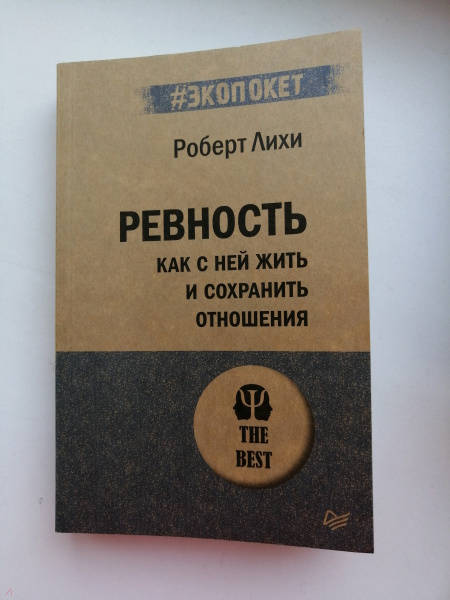 #ЭКОПОКЕТ
Роберт Лихи
РЕВНОСТЬ
КАК С НЕЙ ЖИТЬ
И СОХРАНИТЬ
ОТНОШЕНИЯ
Ψ
THE
BEST